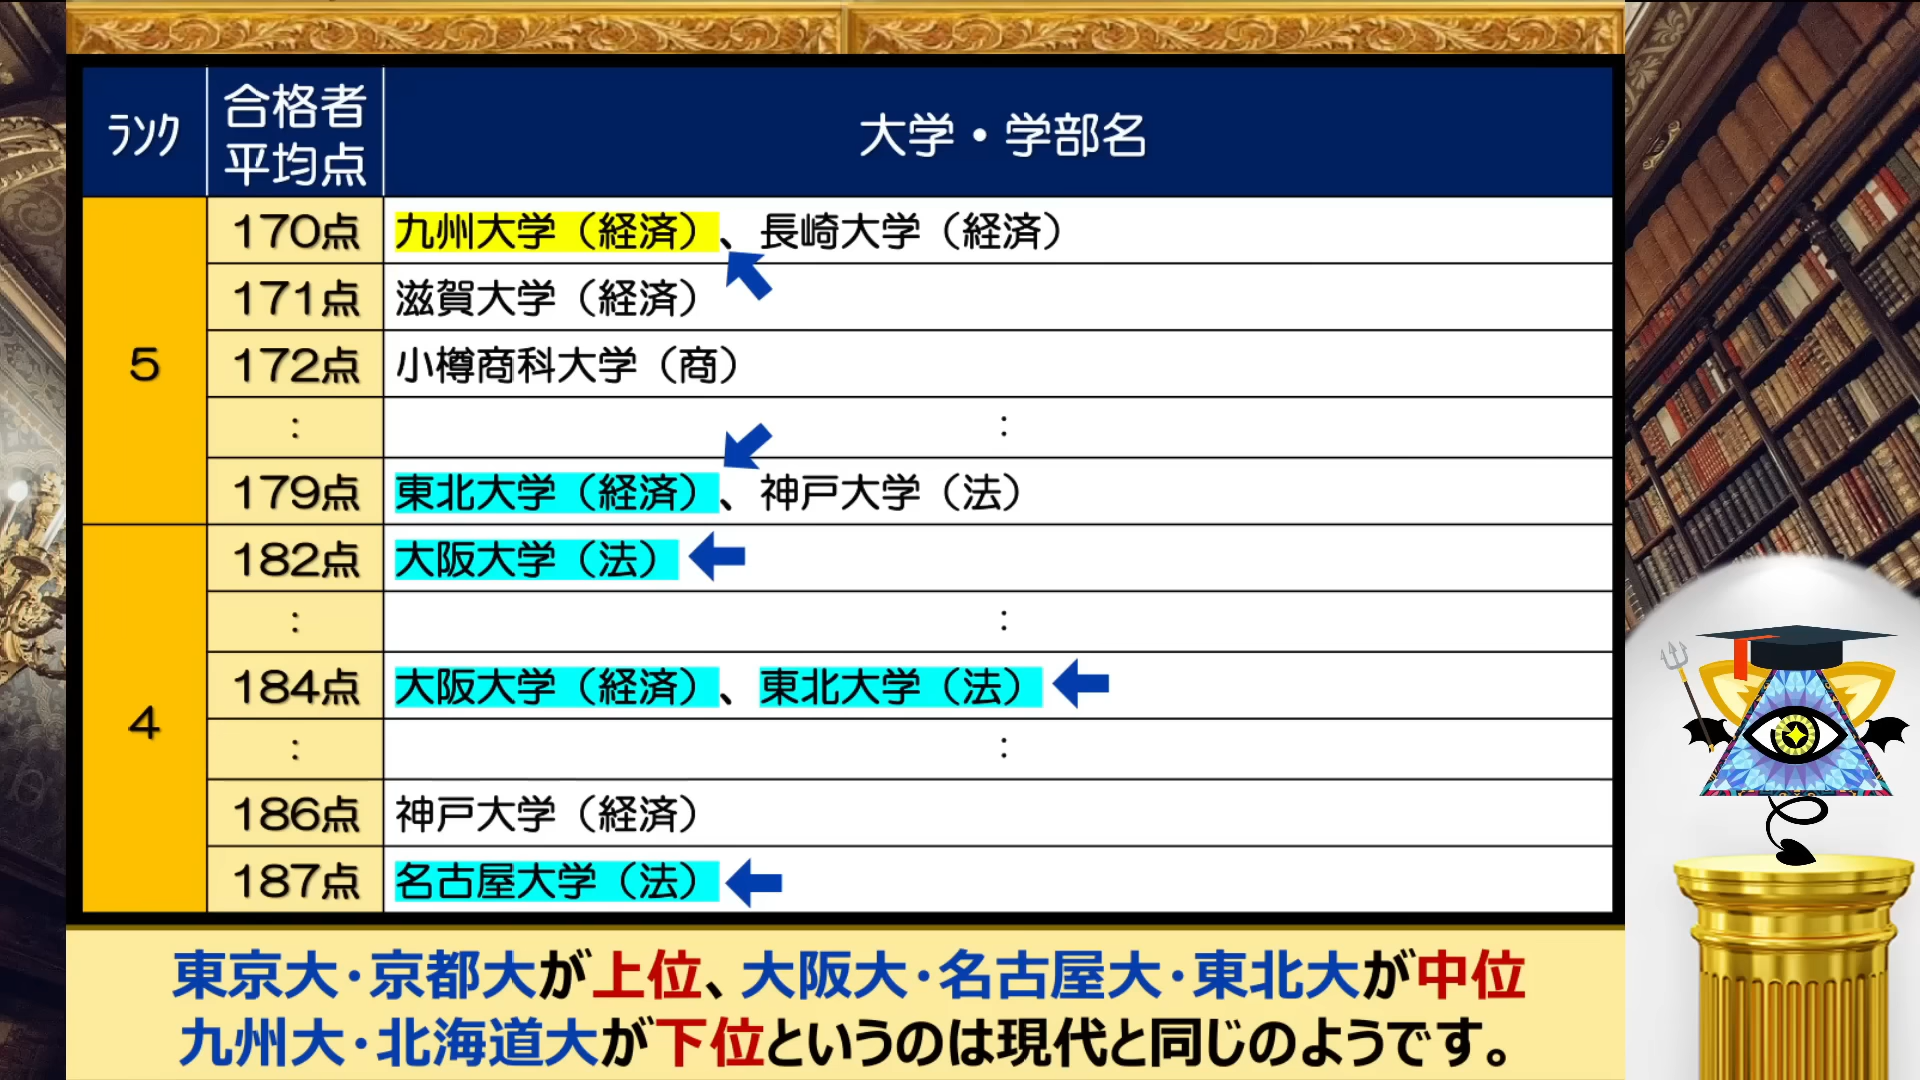 ﾗﾝｸ
合格者
平均点
大学・学部名
5
170点
九州大学（経済）、長崎大学（経済）
171点
滋賀大学（経済）
172点
小樽商科大学（商）
：
：
179点
東北大学（経済）、神戸大学（法）
4
182点
大阪大学（法）
：
：
184点
大阪大学（経済）、東北大学（法）
：
：
186点
神戸大学（経済）
187点
名古屋大学（法）
東京大・京都大が上位、大阪大・名古屋大・東北大が中位
九州大・北海道大が下位というのは現代と同じのようです。